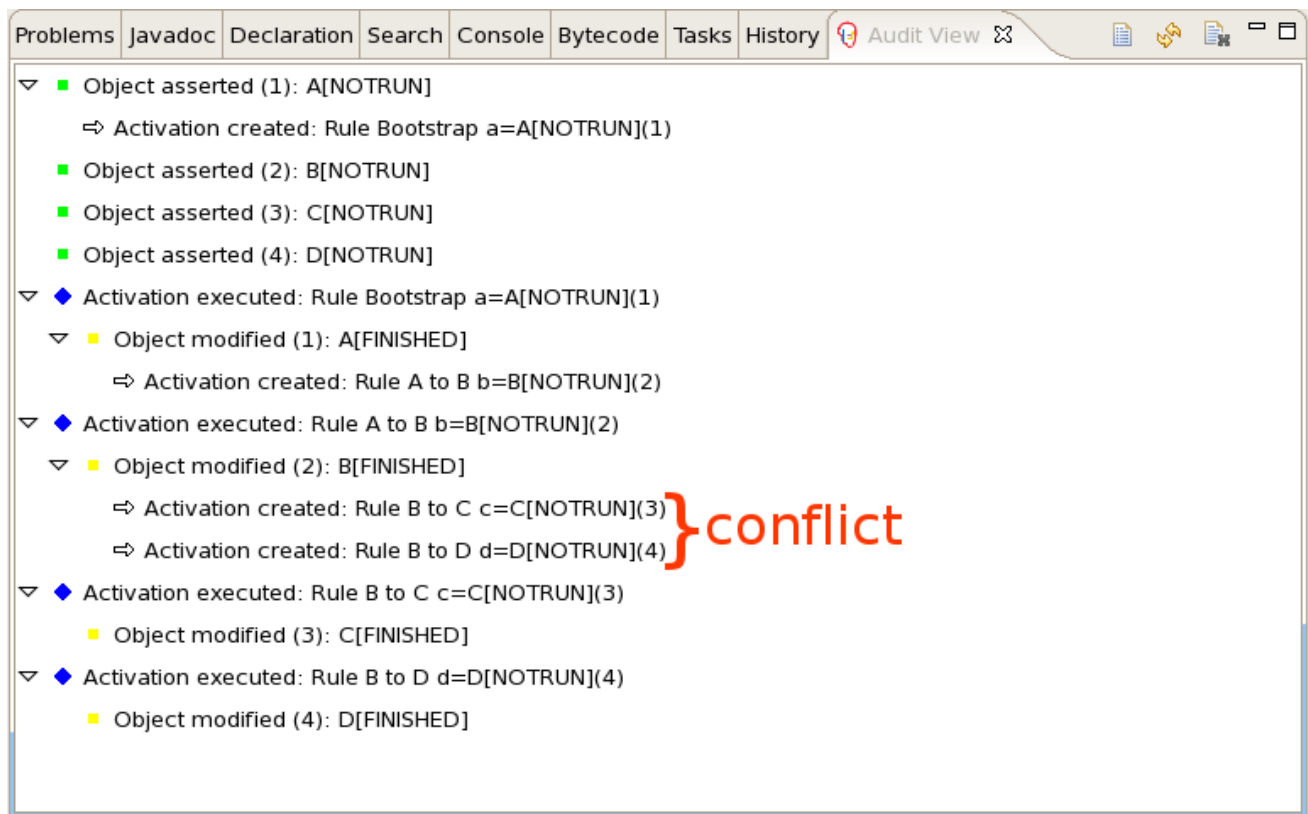 Problems Javadoc Declaration Search Console Bytecode Tasks History Audit View
Object asserted (1): A[NOTRUN]
Activation created: Rule Bootstrap a=A[NOTRUN](1)
Object asserted (2): B[NOTRUN]
Object asserted (3): C[NOTRUN]
Object asserted (4): D[NOTRUN]
Activation executed: Rule Bootstrap a=A[NOTRUN](1)
Object modified (1): A[FINISHED]
Activation created: Rule A to B b=B[NOTRUN](2)
Activation executed: Rule A to B b=B[NOTRUN](2)
Object modified (2): B[FINISHED]
Activation created: Rule B to C c=C[NOTRUN](3)
} conflict
Activation created: Rule B to D d=D[NOTRUN](4)
Activation executed: Rule B to C c=C[NOTRUN](3)
Object modified (3): C[FINISHED]
Activation executed: Rule B to D d=D[NOTRUN](4)
Object modified (4): D[FINISHED]